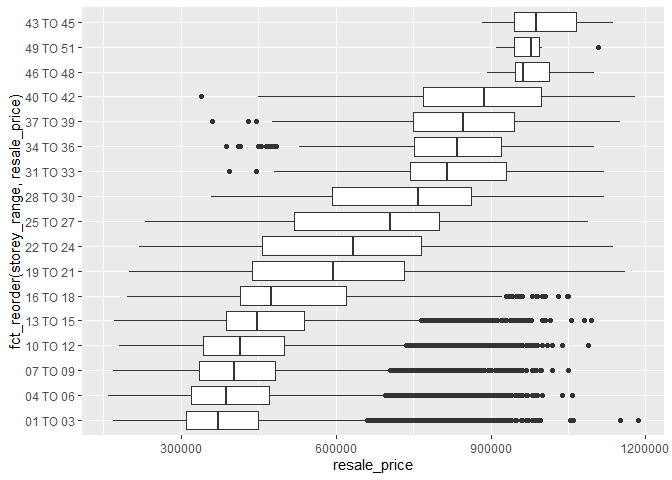 43 TO 45
49 TO 51
46 TO 48
40 TO 42
37 TO 39
34 TO 36
31 TO 33
28 TO 30
25 TO 27
22 TO 24
19 TO 21
16 TO 18
13 TO 15
10 TO 12
07 TO 09
04 TO 06
01 TO 03
fct_reorder(storey_range, resale_price)
300000 600000 900000 1200000
resale_price